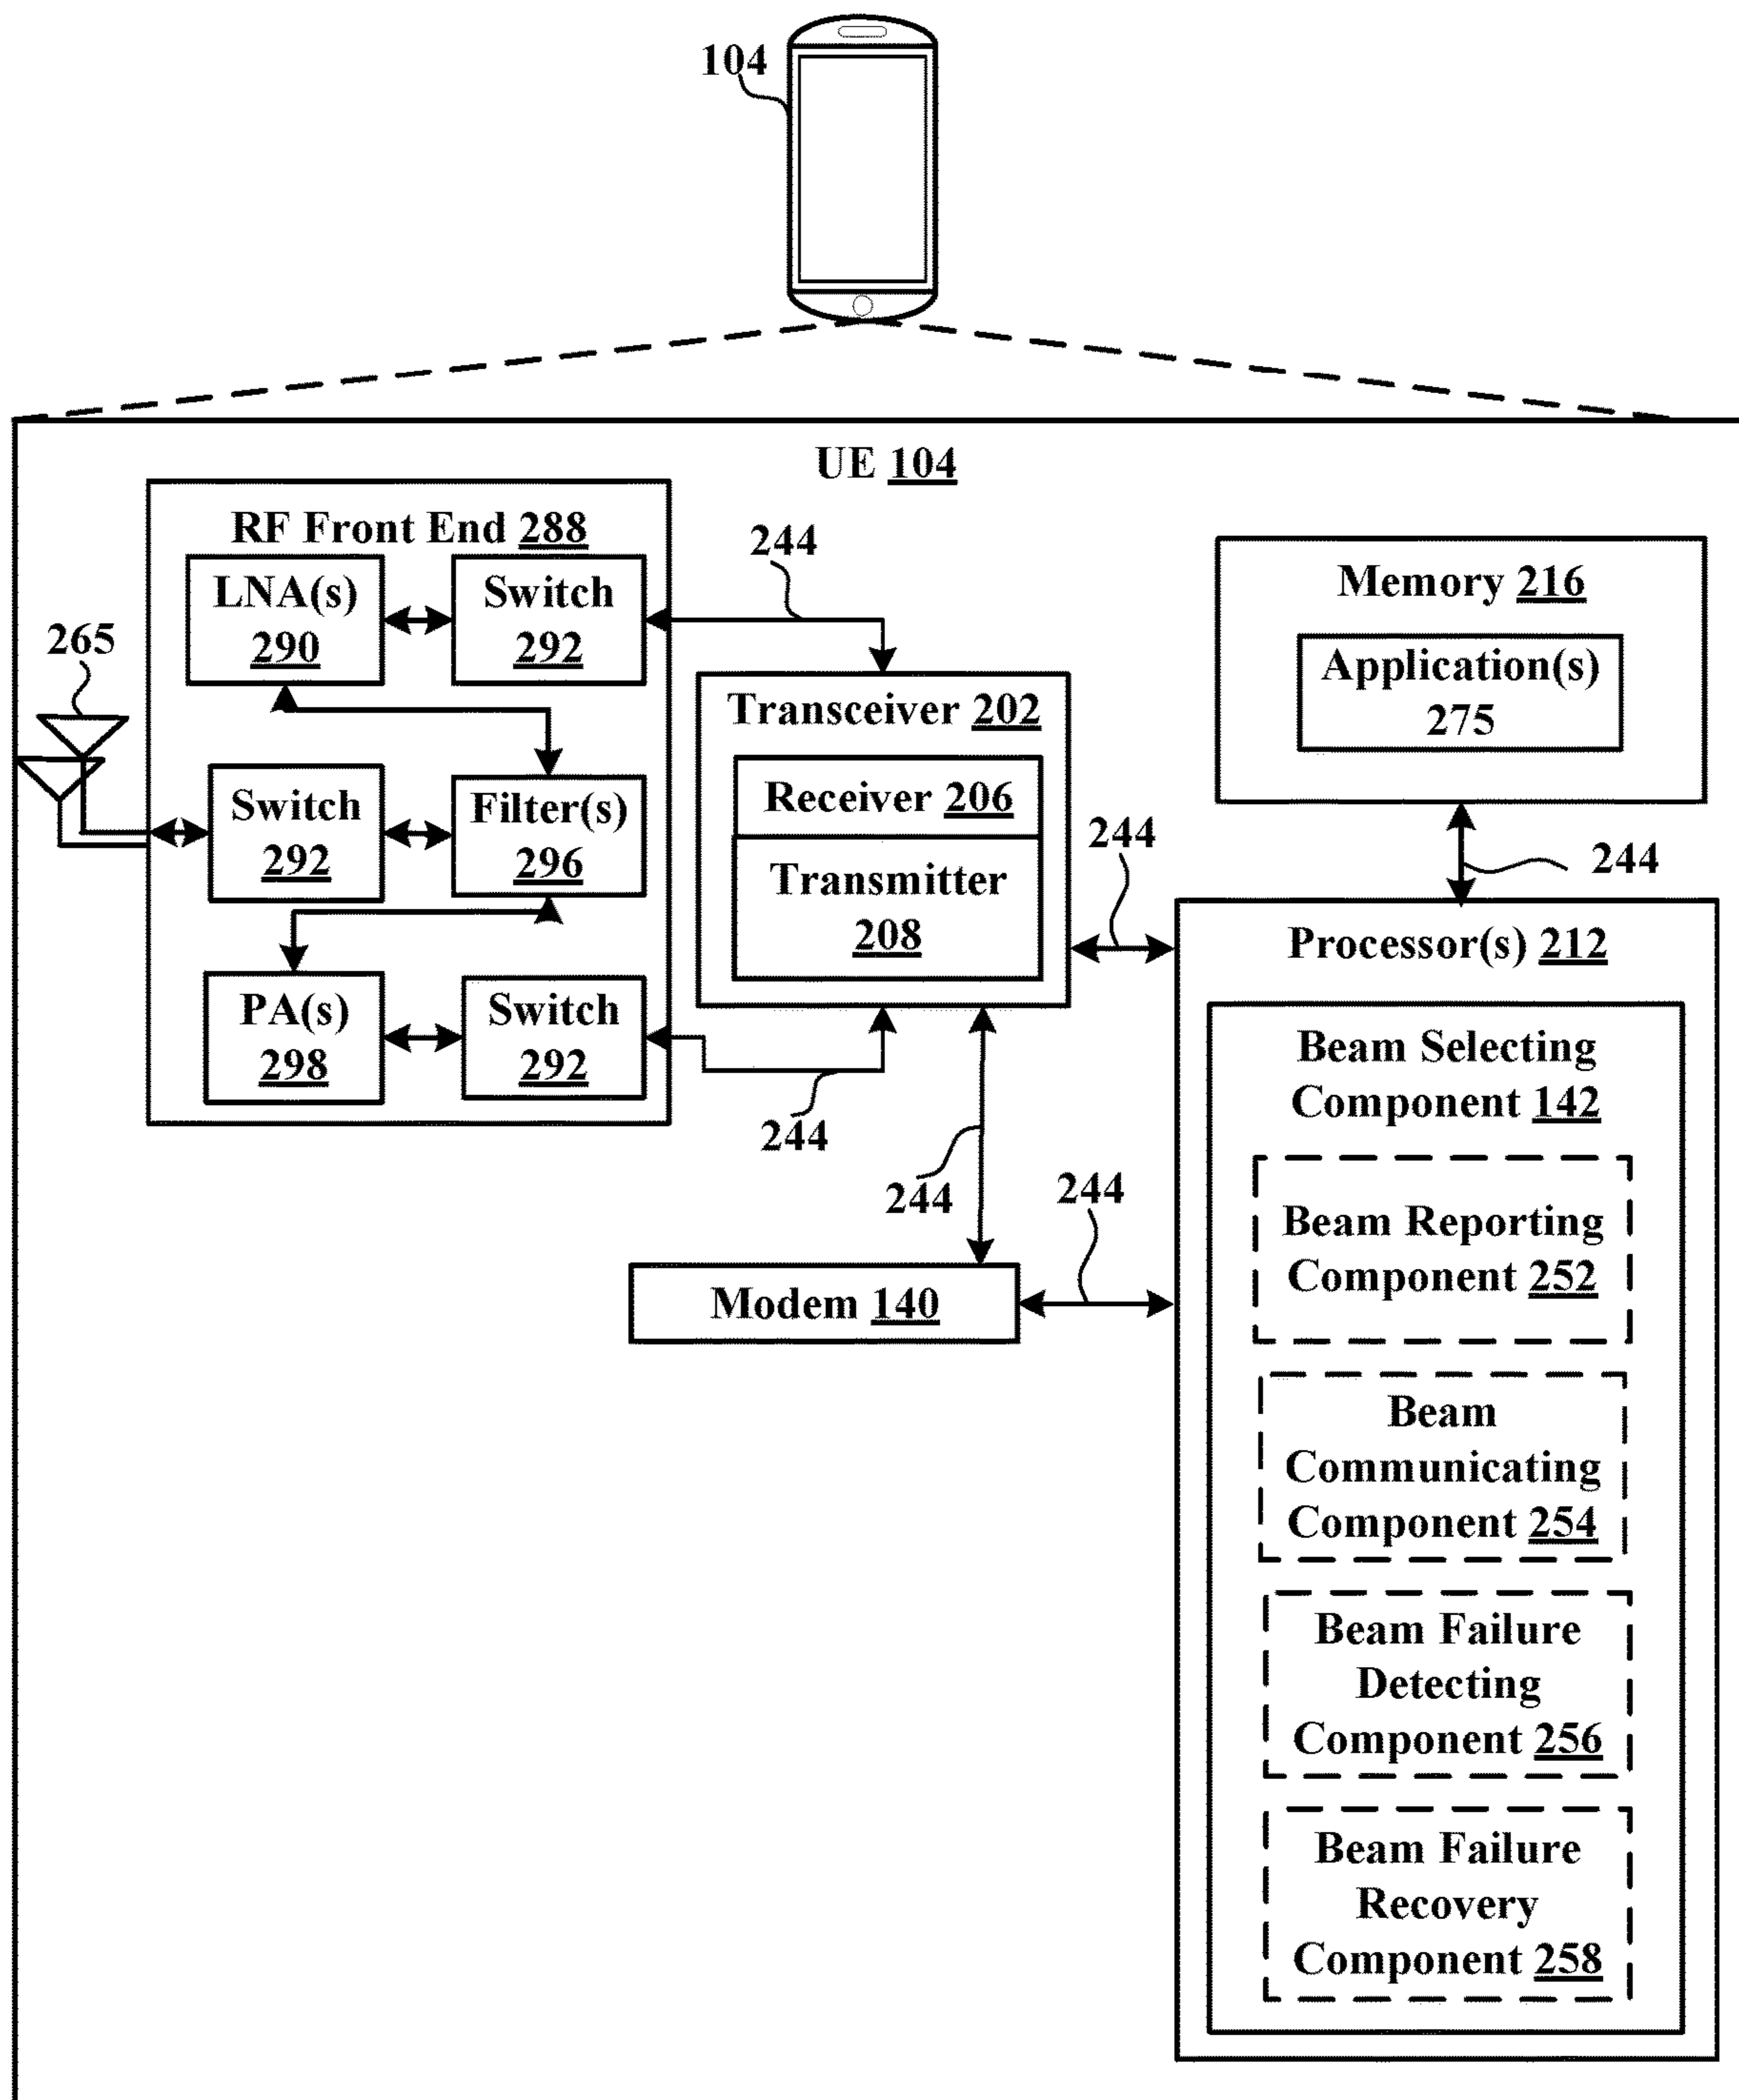 104
UE 104
RF Front End 288
LNA(s)
290
Switch
292
244
265
Switch
292
Filter(s)
296
PA(s)
298
Switch
292
244
Transceiver 202
Receiver 206
Transmitter
208
244
244
Modem 140
244
Memory 216
Application(s)
275
244
Processor(s) 212
Beam Selecting
Component 142
Beam Reporting
Component 252
Beam
Communicating
Component 254
Beam Failure
Detecting
Component 256
Beam Failure
Recovery
Component 258